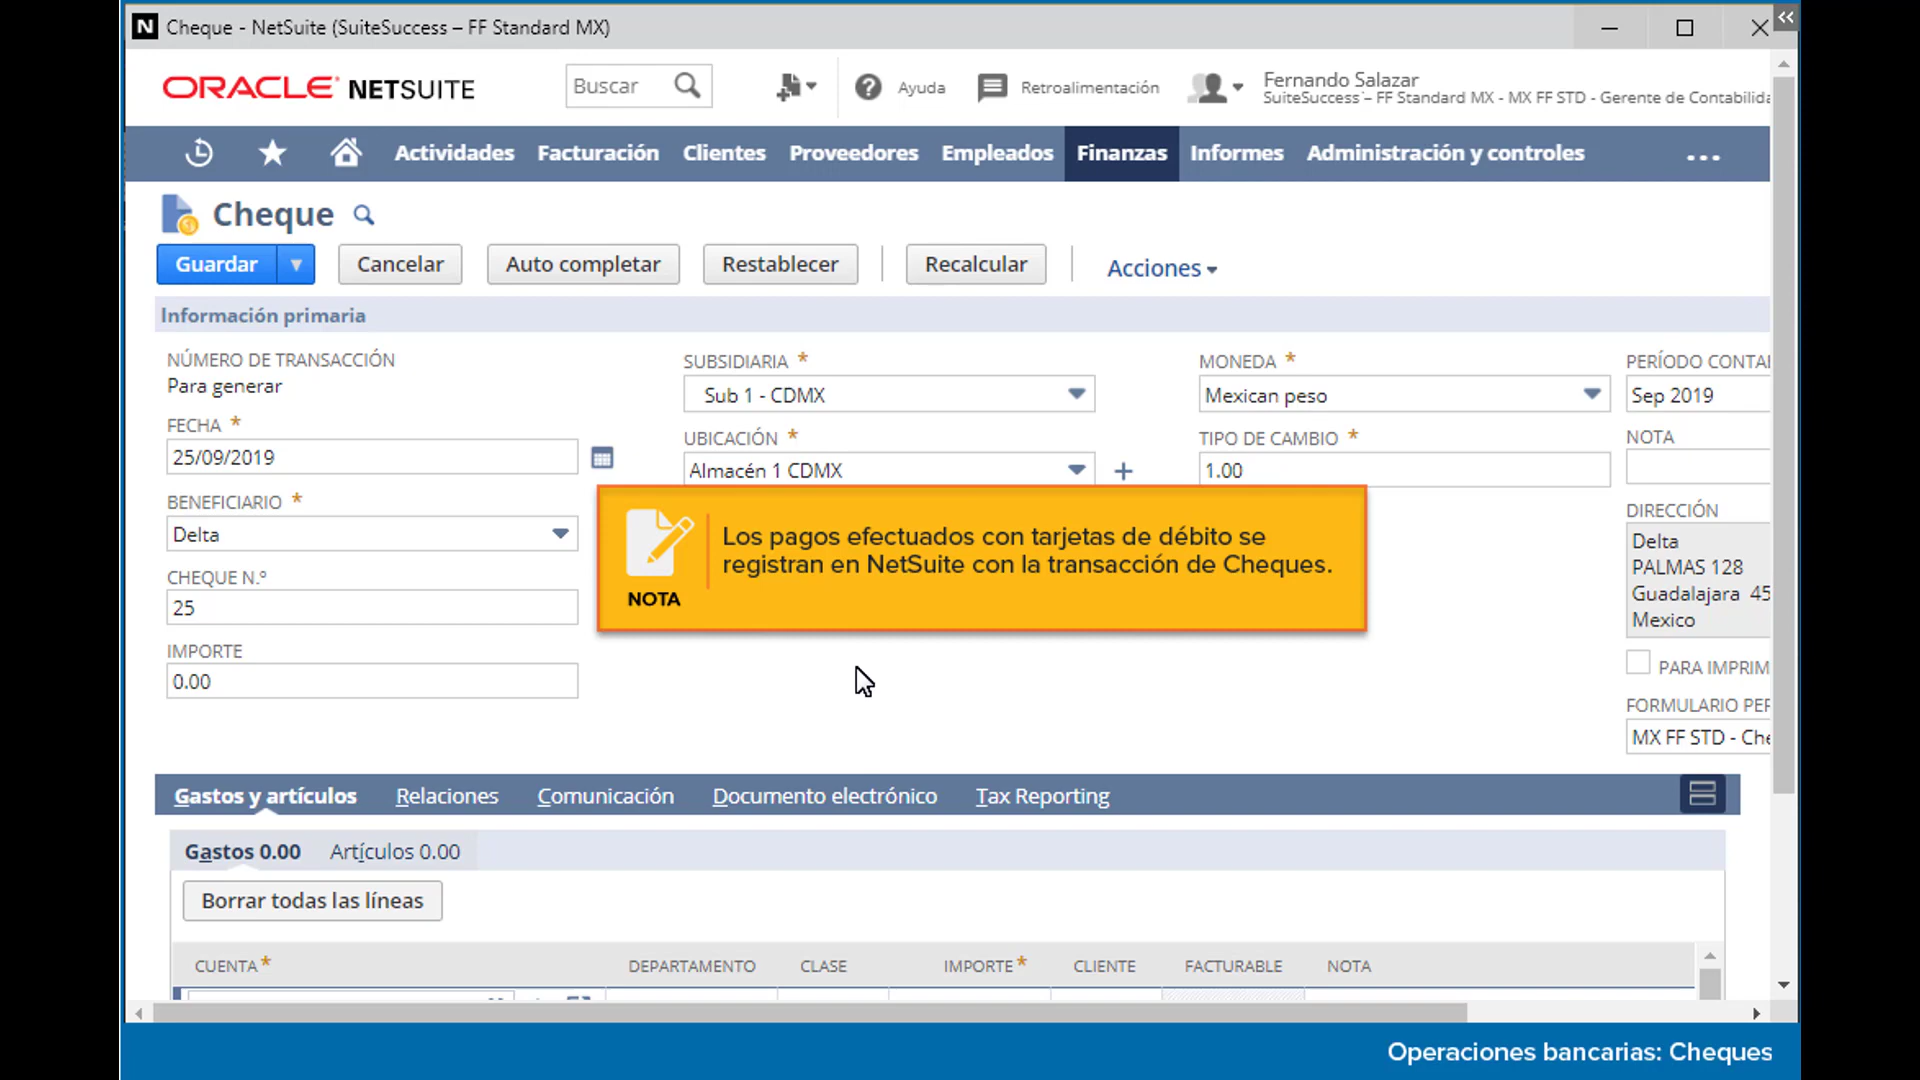 Cheque - NetSuite (SuiteSuccess – FF Standard MX)
ORACLE NETSUITE
Buscar
Ayuda
Retroalimentación
Fernando Salazar
SuiteSuccess – FF Standard MX - MX FF STD - Gerente de Contabilida
Actividades Facturación Clientes Proveedores Empleados Finanzas Informes Administración y controles
Cheque
Guardar Cancelar Auto completar Restablecer Recalcular Acciones
Información primaria
NÚMERO DE TRANSACCIÓN
Para generar
FECHA *
25/09/2019
BENEFICIARIO *
Delta
CHEQUE N.º
25
IMPORTE
0.00
SUBSIDIARIA *
Sub 1 - CDMX
UBICACIÓN *
Almacén 1 CDMX
MONEDA *
Mexican peso
TIPO DE CAMBIO *
1.00
PERÍODO CONTA
Sep 2019
NOTA
DIRECCIÓN
Delta
PALMAS 128
Guadalajara 45
Mexico
PARA IMPRIM
FORMULARIO PER
MX FF STD - Che
Los pagos efectuados con tarjetas de débito se
registran en NetSuite con la transacción de Cheques.
NOTA
Gastos y artículos Relaciones Comunicación Documento electrónico Tax Reporting
Gastos 0.00 Artículos 0.00
Borrar todas las líneas
CUENTA * DEPARTAMENTO CLASE IMPORTE * CLIENTE FACTURABLE NOTA
Operaciones bancarias: Cheques